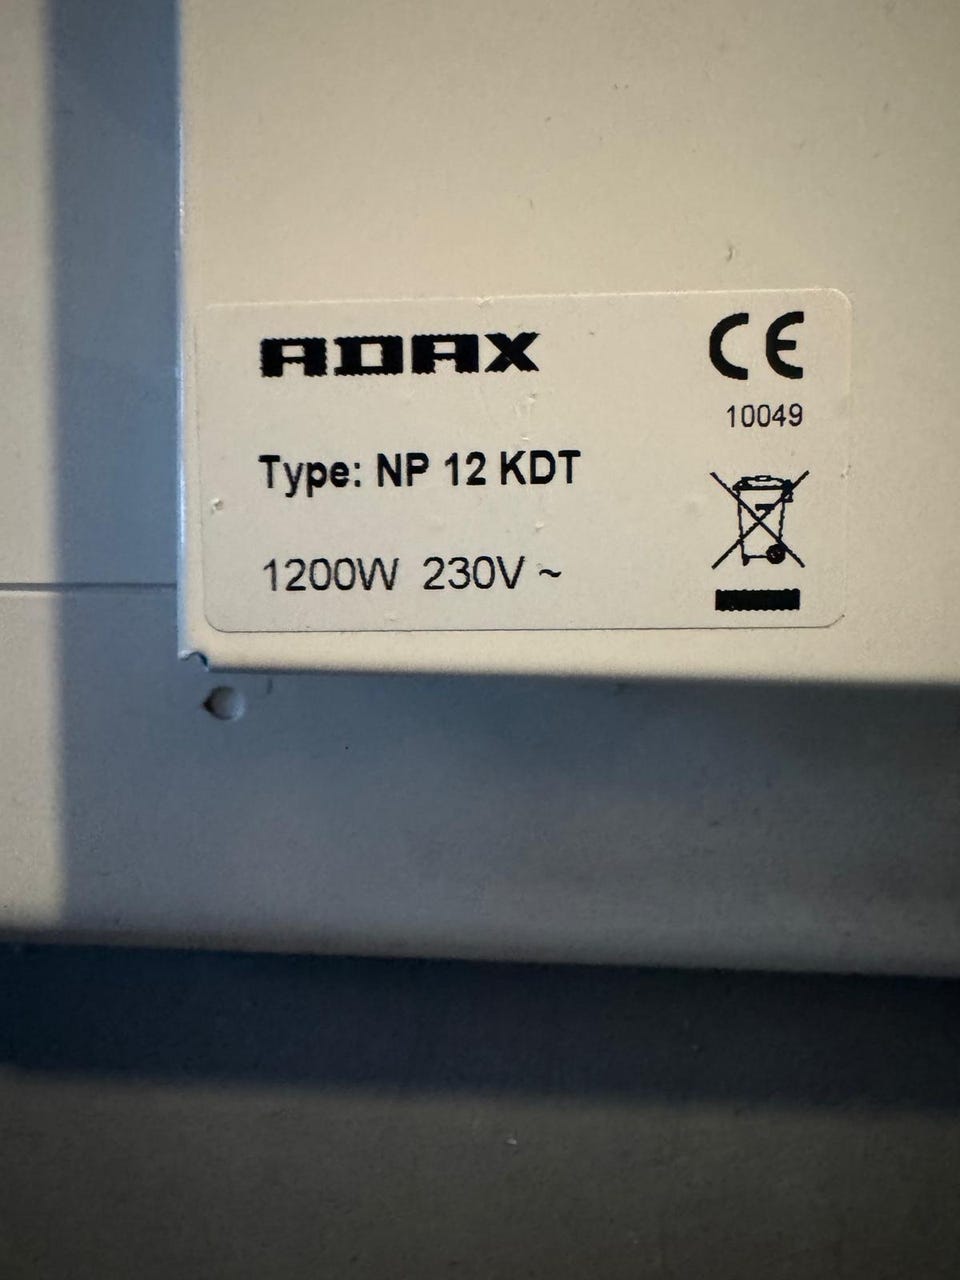 ADAX
CE
10049
Type: NP 12 KDT
1200W 230V ~